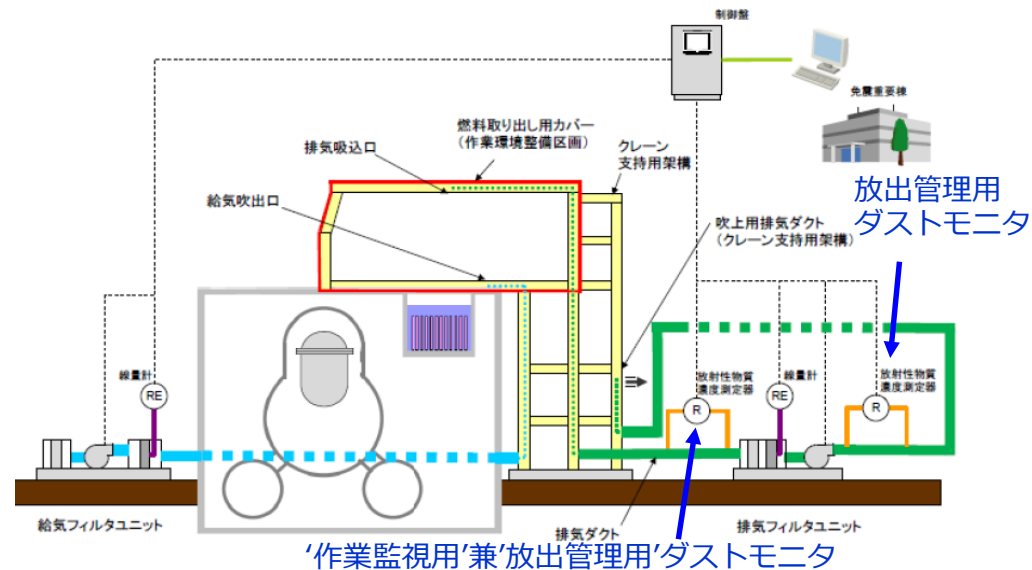 制御盤
免震重要棟
燃料取り出し用カバー
(作業環境整備区画)
クレーン
支持用架構
排気吸込口
給気吹出口
放出管理用
ダストモニタ
吹上用排気ダクト
(クレーン支持用架構)
線量計
RE
放射性物質
濃度測定器
R
線量計
RE
放射性物質
濃度測定器
R
給気フィルタユニット
排気ダクト
排気フィルタユニット
‘作業監視用’兼’放出管理用’ダストモニタ